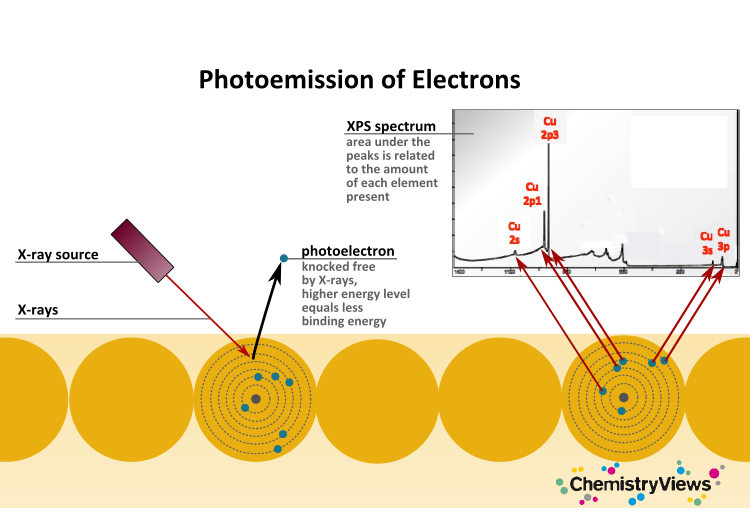 Photoemission of Electrons
XPS spectrum
area under the
peaks is related
to the amount
of each element
present
Cu
2p3
Cu
2p1
Cu
2s
Cu
3s
Cu
3p
X-ray source
X-rays
photoelectron
knocked free
by X-rays,
higher energy level
equals less
binding energy
ChemistryViews